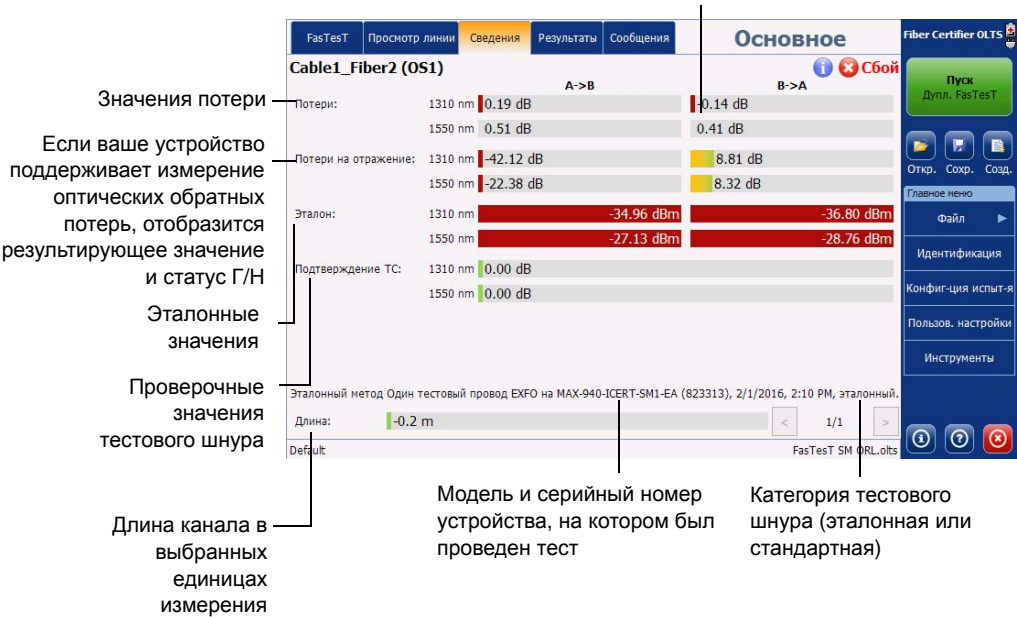 FasTesT Просмотр линии Сведения Результаты Сообщения Основное
Fiber Certifier OLTS
Cable1_Fiber2 (OS1) Сбой
A->B B->A
Потери: 1310 nm 0.19 dB -0.14 dB
1550 nm 0.51 dB 0.41 dB
Потери на отражение: 1310 nm -42.12 dB 8.81 dB
1550 nm -22.38 dB 8.32 dB
Эталон: 1310 nm -34.96 dBm -36.80 dBm
1550 nm -27.13 dBm -28.76 dBm
Подтверждение ТС: 1310 nm 0.00 dB
1550 nm 0.00 dB
Эталонный метод Один тестовый провод EXFO на MAX-940-ICERT-SM1-EA (823313), 2/1/2016, 2:10 PM, эталонный.
Длина: -0.2 m < 1/1 >
Default FasTesT SM ORL.olts
Пуск
Дупл. FasTesT
Откр. Сохр. Созд.
Главное меню
Файл
Идентификация
Конфиг-ция испыт-я
Пользов. настройки
Инструменты
Значения потери
Если ваше устройство
поддерживает измерение
оптических обратных
потерь, отобразится
результирующее значение
и статус Г/Н
Эталонные
значения
Проверочные
значения
тестового шнура
Длина канала в
выбранных
единицах
измерения
Модель и серийный номер
устройства, на котором был
проведен тест
Категория тестового
шнура (эталонная или
стандартная)